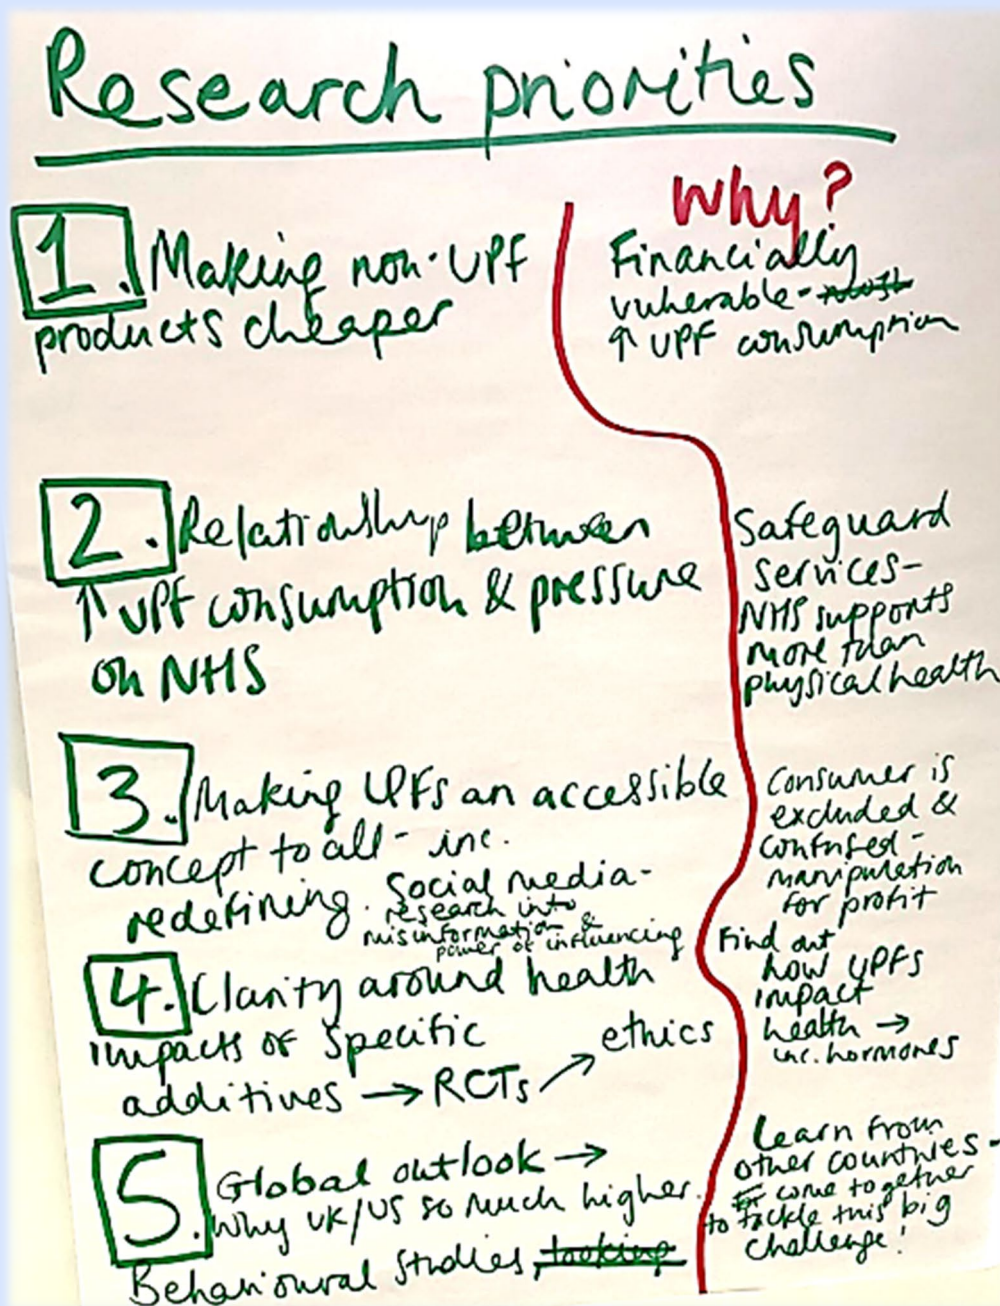 Research priorities
Why?
1. Making non-UPF
products cheaper
Financially
vulnerable - most
↑ UPF consumption
2. Relationship between
↑ UPF consumption & pressure
on NHS
Safeguard
services-
NHS supports
more than
physical health
3. Making UPFs an accessible
concept to all - inc.
redefining. Social media-
research into
misinformation &
power of influencing
Consumer is
excluded &
confused -
manipulation
for profit
4. Clarity around health
impacts of specific
additives → RCTs ↗ ethics
Find out
how UPFs
impact
health →
inc. hormones
5. Global outlook →
Why UK/US so much higher.
Behavioural studies, looking
Learn from
other countries -
come together
to tackle this big
challenge!